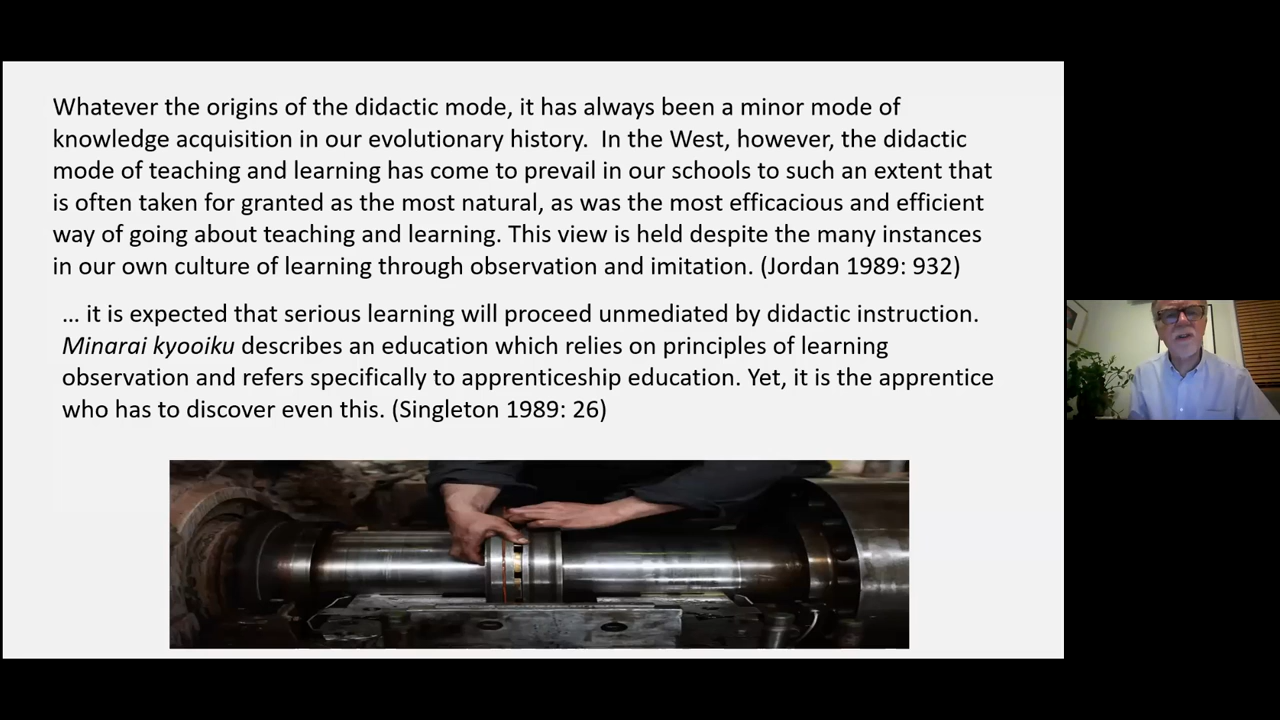 Whatever the origins of the didactic mode, it has always been a minor mode of
knowledge acquisition in our evolutionary history.  In the West, however, the didactic
mode of teaching and learning has come to prevail in our schools to such an extent that
is often taken for granted as the most natural, as was the most efficacious and efficient
way of going about teaching and learning. This view is held despite the many instances
in our own culture of learning through observation and imitation. (Jordan 1989: 932)
… it is expected that serious learning will proceed unmediated by didactic instruction.
Minarai kyooiku describes an education which relies on principles of learning
observation and refers specifically to apprenticeship education. Yet, it is the apprentice
who has to discover even this. (Singleton 1989: 26)